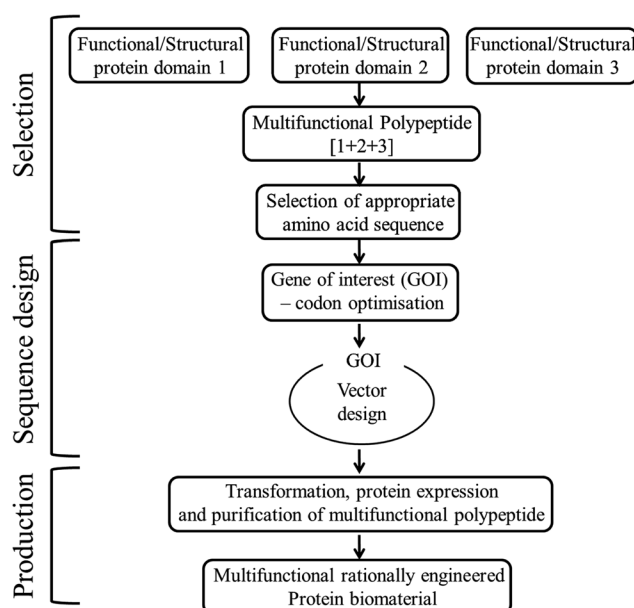 Selection
Functional/Structural
protein domain 1
Functional/Structural
protein domain 2
Functional/Structural
protein domain 3
Multifunctional Polypeptide
[1+2+3]
Selection of appropriate
amino acid sequence
Sequence design
Gene of interest (GOI)
– codon optimisation
GOI
Vector
design
Production
Transformation, protein expression
and purification of multifunctional polypeptide
Multifunctional rationally engineered
Protein biomaterial